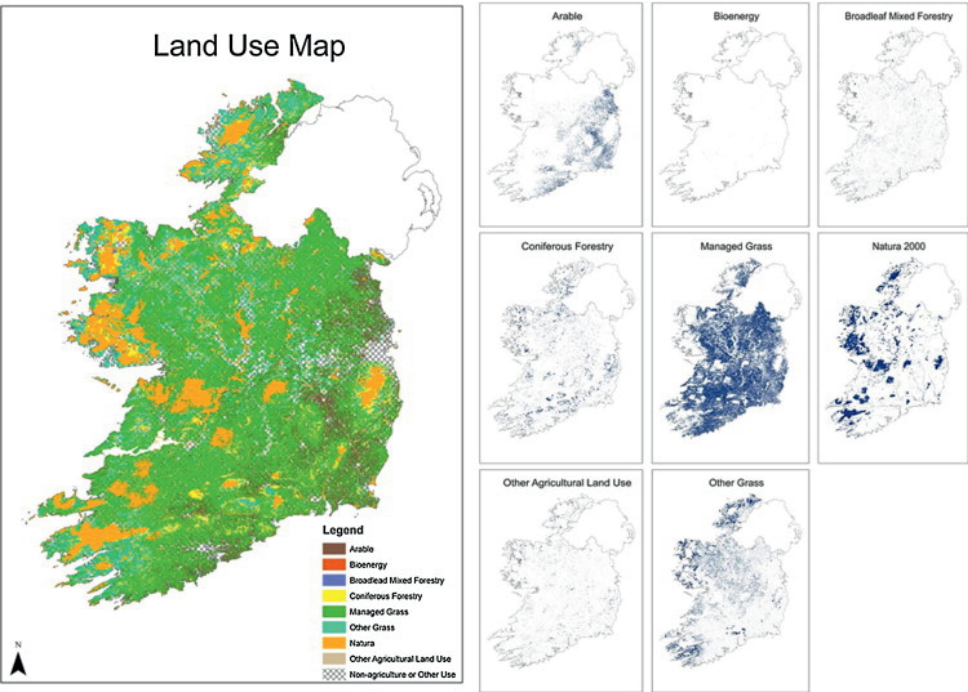 Land Use Map
N
Legend
Arable
Bioenergy
Broadlead Mixed Forestry
Coniferous Forestry
Managed Grass
Other Grass
Natura
Other Agricultural Land Use
Non-agriculture or Other Use
Arable
Bioenergy
Broadleaf Mixed Forestry
Coniferous Forestry
Managed Grass
Natura 2000
Other Agricultural Land Use
Other Grass